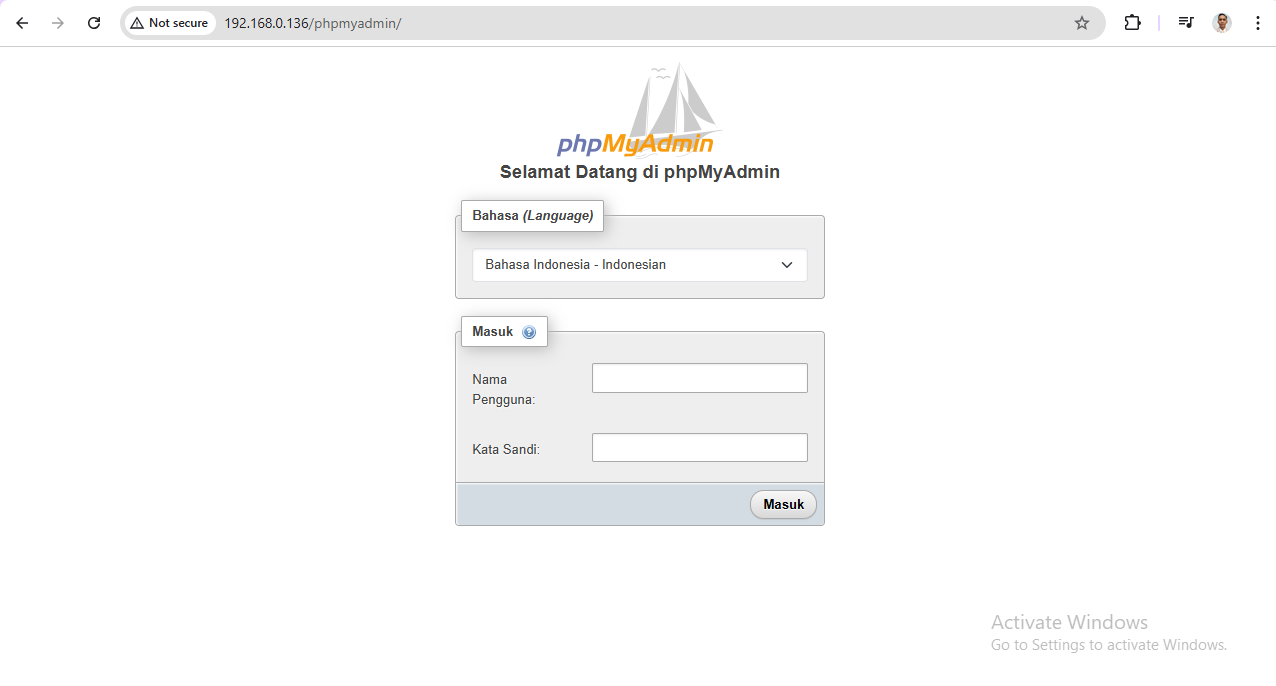 Not secure
192.168.0.136/phpmyadmin/
phpMyAdmin
Selamat Datang di phpMyAdmin
Bahasa (Language)
Bahasa Indonesia - Indonesian
Masuk
Nama
Pengguna:
Kata Sandi:
Masuk
Activate Windows
Go to Settings to activate Windows.